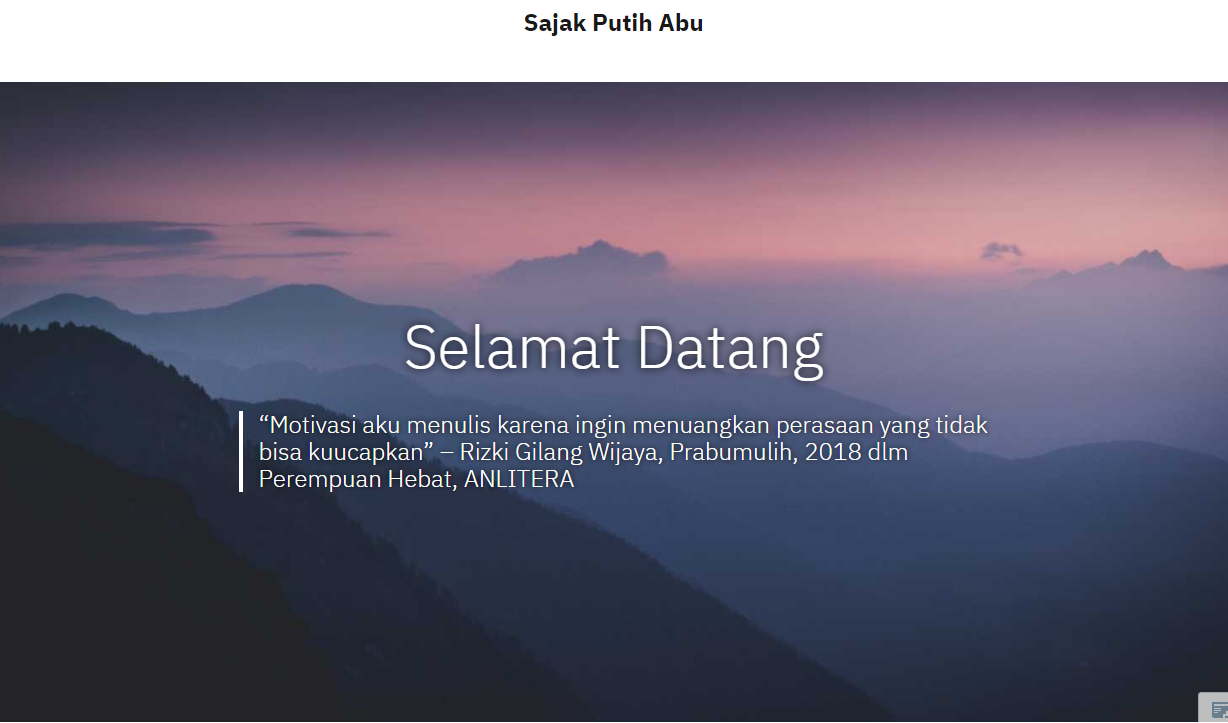 Sajak Putih Abu
Selamat Datang
“Motivasi aku menulis karena ingin menuangkan perasaan yang tidak
bisa kuucapkan” – Rizki Gilang Wijaya, Prabumulih, 2018 dlm
Perempuan Hebat, ANLITERA